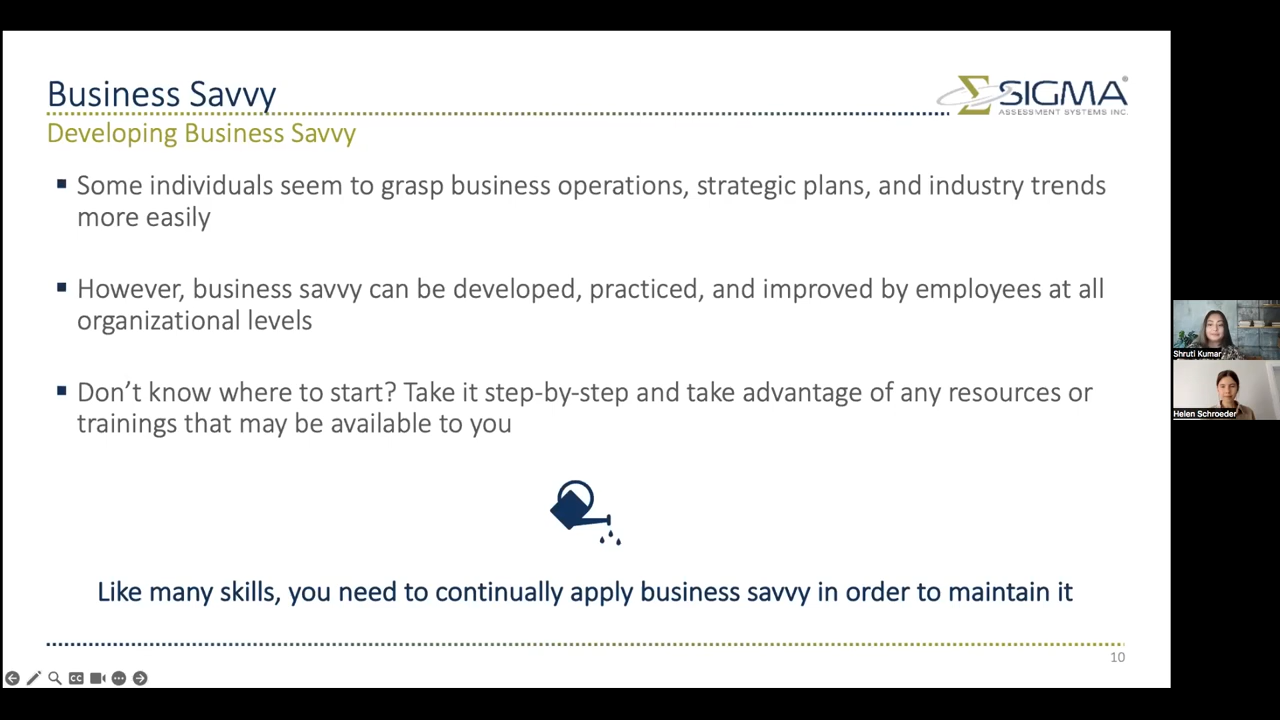 Business Savvy
SIGMA®
ASSESSMENT SYSTEMS INC.
Developing Business Savvy
Some individuals seem to grasp business operations, strategic plans, and industry trends
more easily
However, business savvy can be developed, practiced, and improved by employees at all
organizational levels
Don’t know where to start? Take it step-by-step and take advantage of any resources or
trainings that may be available to you
Like many skills, you need to continually apply business savvy in order to maintain it
10
CC
Shruti Kumar
Helen Schroeder